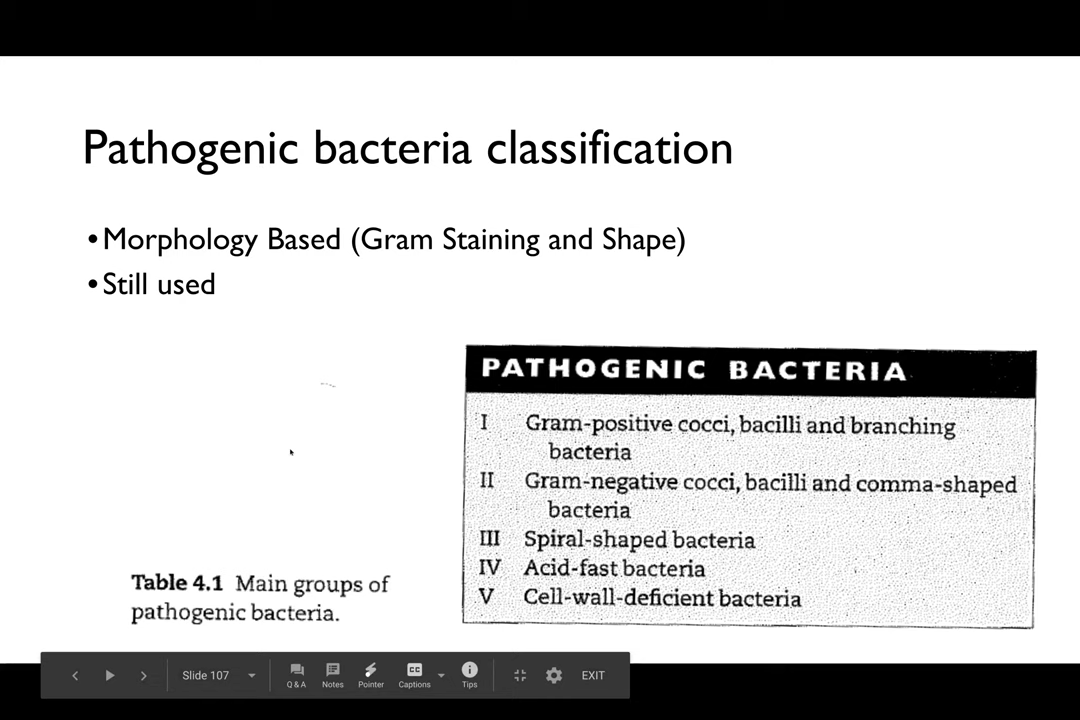 Pathogenic bacteria classification
•Morphology Based (Gram Staining and Shape)
•Still used
PATHOGENIC BACTERIA
I Gram-positive cocci, bacilli and branching
bacteria
II Gram-negative cocci, bacilli and comma-shaped
bacteria
III Spiral-shaped bacteria
IV Acid-fast bacteria
V Cell-wall-deficient bacteria
Table 4.1 Main groups of
pathogenic bacteria.
Slide 107
Q & A Notes Pointer Captions Tips EXIT